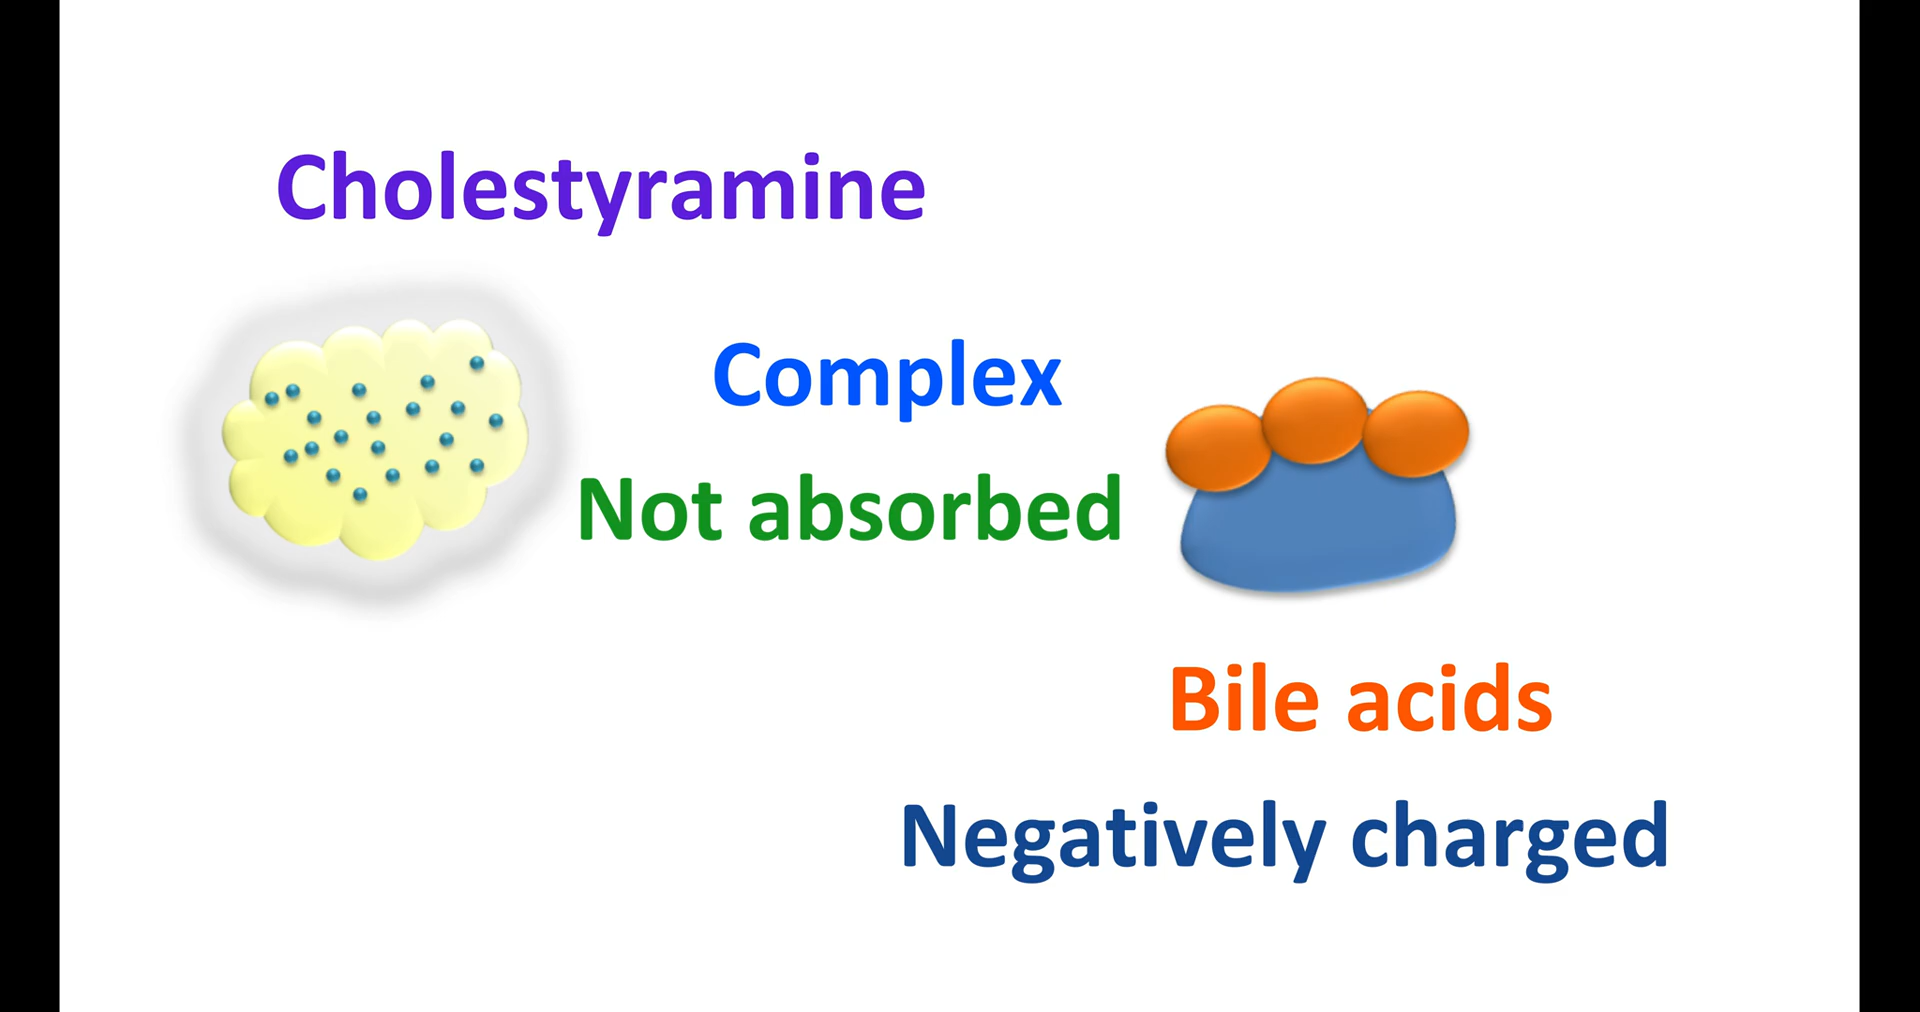 Cholestyramine
Complex
Not absorbed
Bile acids
Negatively charged